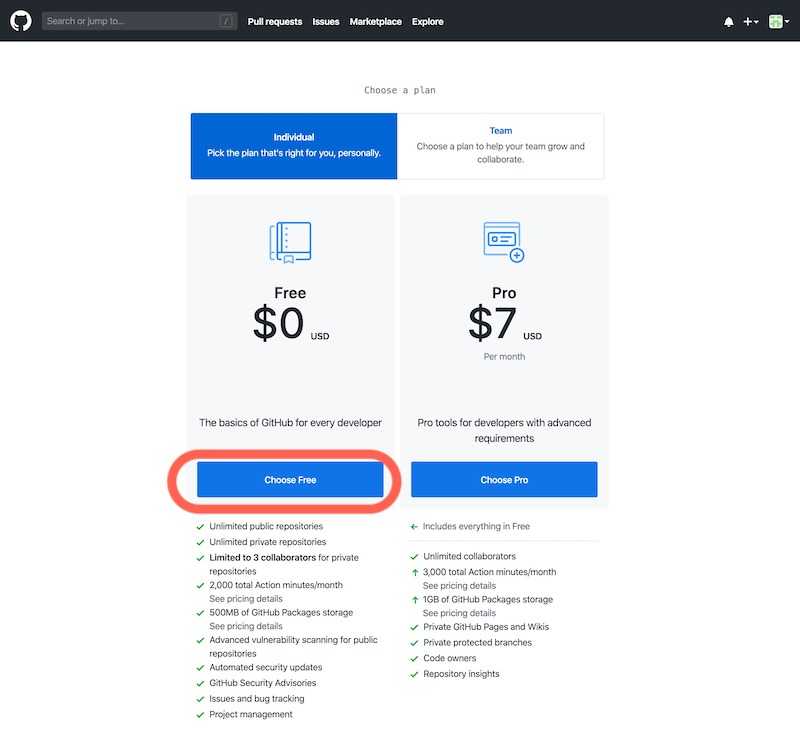 Search or jump to... /
Pull requests Issues Marketplace Explore
Choose a plan
Individual
Pick the plan that's right for you, personally.
Team
Choose a plan to help your team grow and
collaborate.
Free
$0 USD
The basics of GitHub for every developer
Choose Free
Unlimited public repositories
Unlimited private repositories
Limited to 3 collaborators for private
repositories
2,000 total Action minutes/month
See pricing details
500MB of GitHub Packages storage
See pricing details
Advanced vulnerability scanning for public
repositories
Automated security updates
GitHub Security Advisories
Issues and bug tracking
Project management
Pro
$7 USD
Per month
Pro tools for developers with advanced
requirements
Choose Pro
Includes everything in Free
Unlimited collaborators
3,000 total Action minutes/month
See pricing details
1GB of GitHub Packages storage
See pricing details
Private GitHub Pages and Wikis
Private protected branches
Code owners
Repository insights